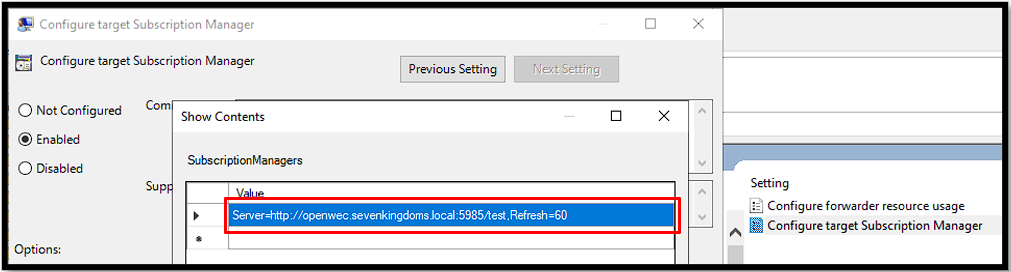 Configure target Subscription Manager
Configure target Subscription Manager
Previous Setting
Next Setting
Not Configured
Enabled
Disabled
Com
Supp
Options:
Show Contents
SubscriptionManagers
Value
Server=http://openwec.sevenkingdoms.local:5985/test,Refresh=60
*
Setting
Configure forwarder resource usage
Configure target Subscription Manager